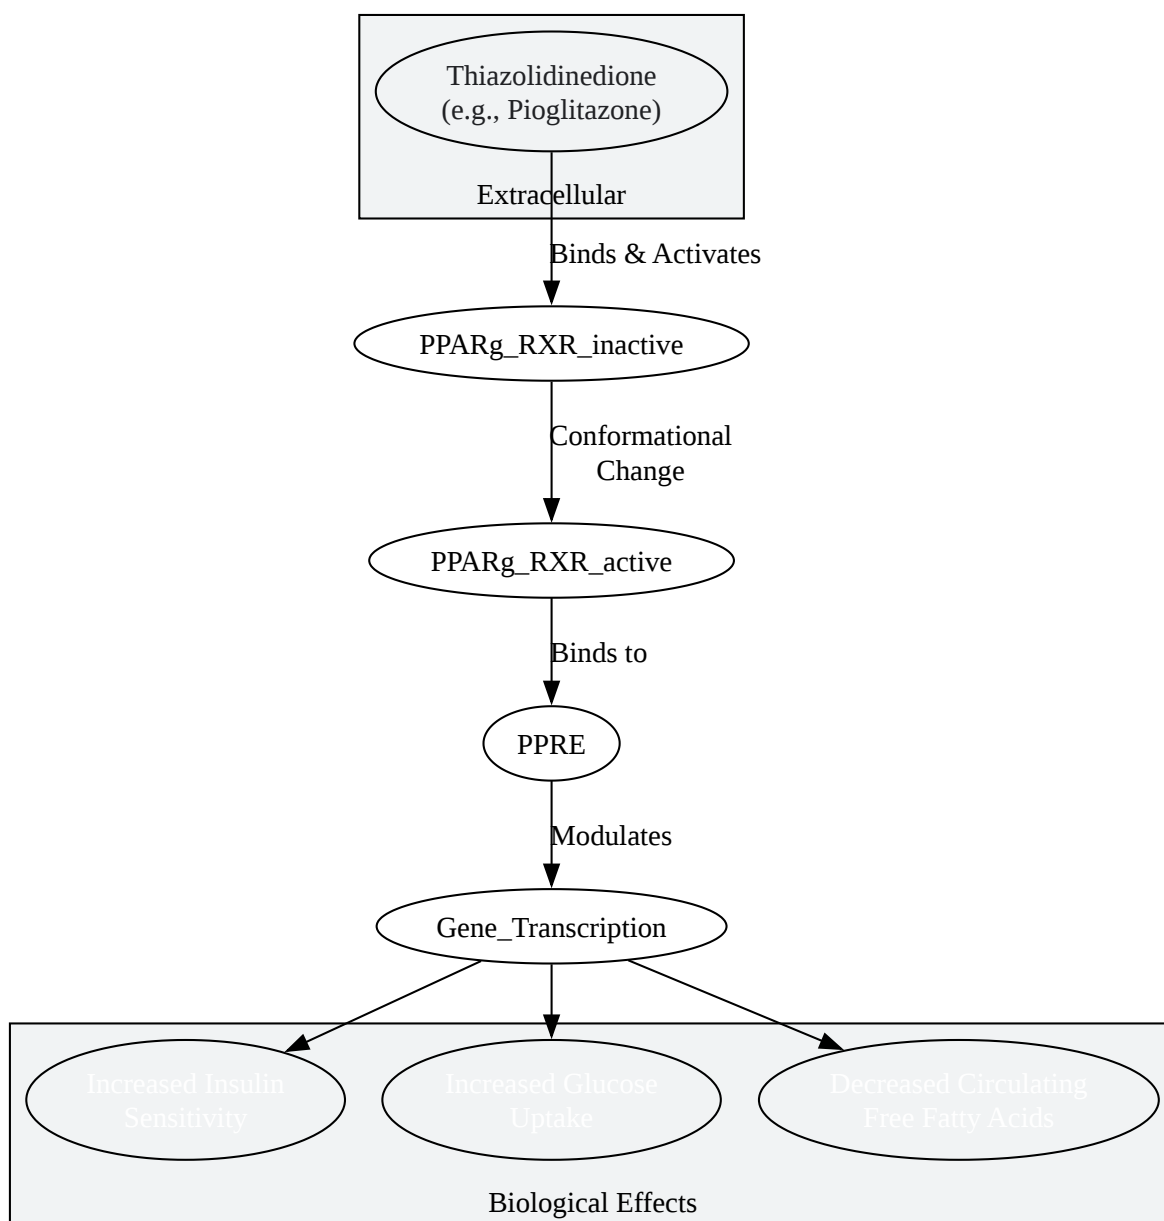 Thiazolidinedione
(e.g., Pioglitazone)
Extracellular
Binds & Activates
PPARg_RXR_inactive
Conformational
Change
PPARg_RXR_active
Binds to
PPRE
Modulates
Gene_Transcription
Increased Insulin
Sensitivity
Increased Glucose
Uptake
Decreased Circulating
Free Fatty Acids
Biological Effects